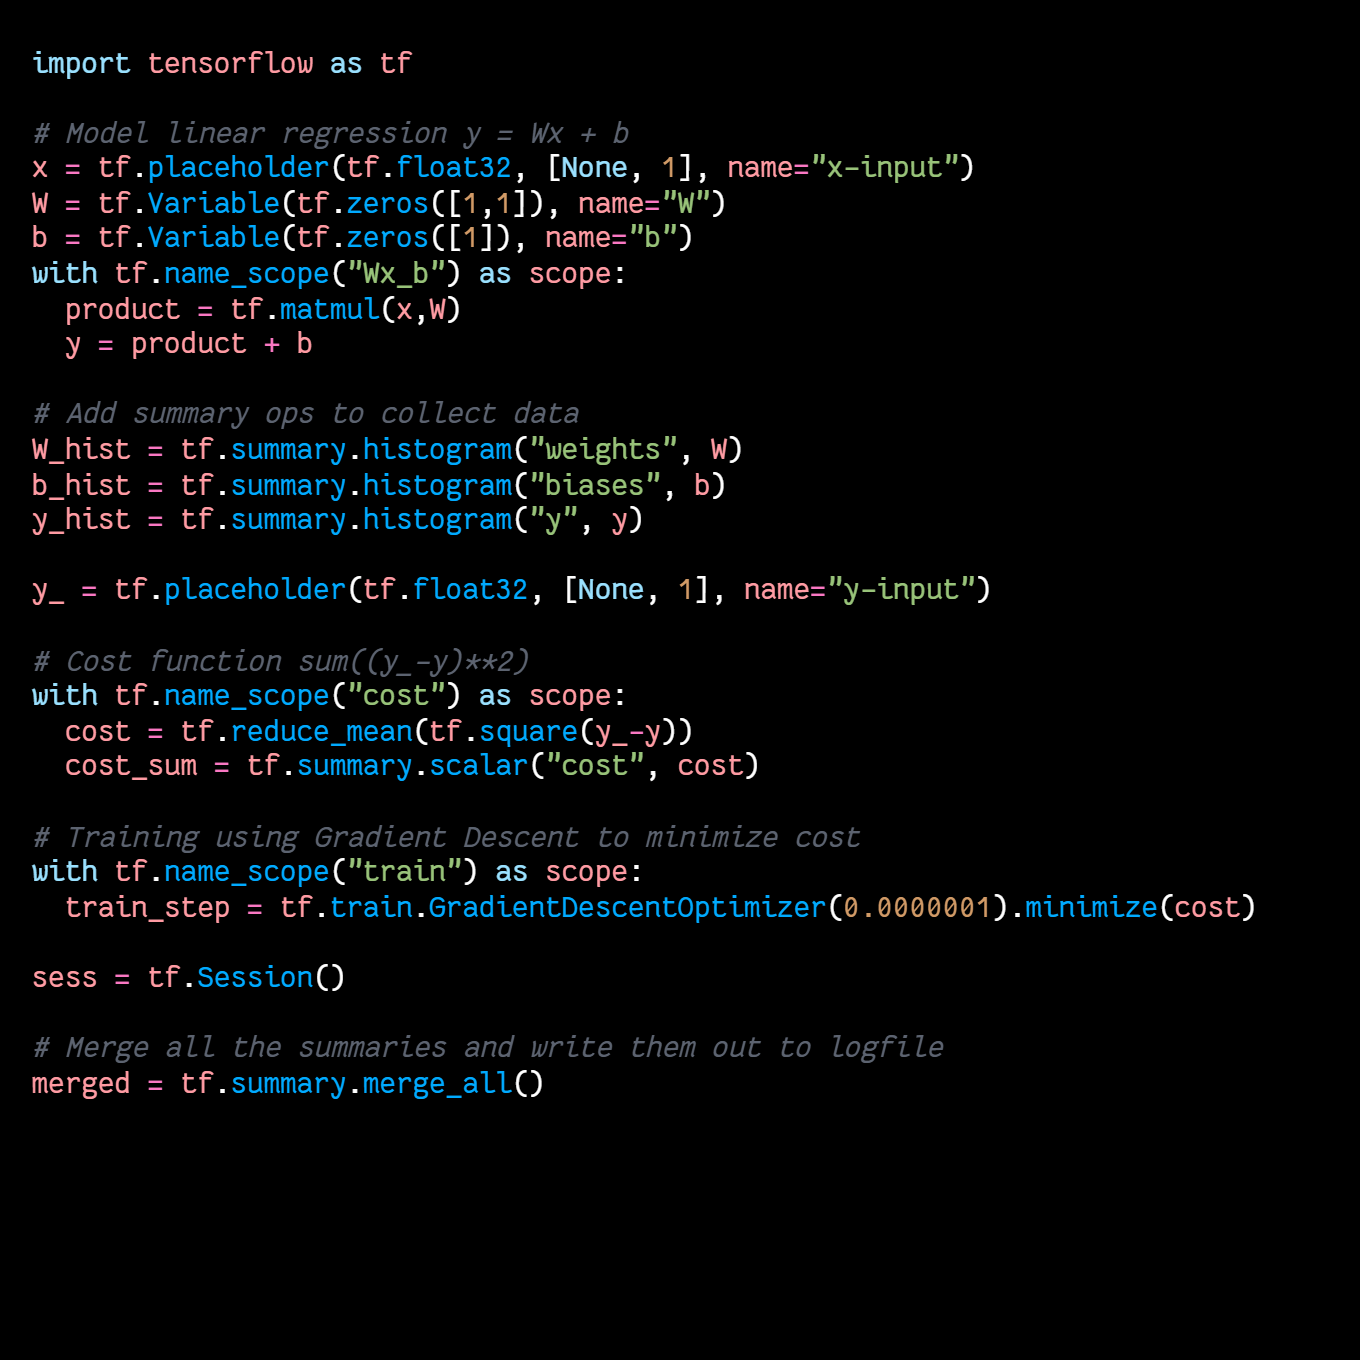 import tensorflow as tf
# Model linear regression y = Wx + b
x = tf.placeholder(tf.float32, [None, 1], name="x-input")
W = tf.Variable(tf.zeros([1,1]), name="W")
b = tf.Variable(tf.zeros([1]), name="b")
with tf.name_scope("Wx_b") as scope:
  product = tf.matmul(x,W)
  y = product + b
# Add summary ops to collect data
W_hist = tf.summary.histogram("weights", W)
b_hist = tf.summary.histogram("biases", b)
y_hist = tf.summary.histogram("y", y)
y_ = tf.placeholder(tf.float32, [None, 1], name="y-input")
# Cost function sum((y_-y)**2)
with tf.name_scope("cost") as scope:
  cost = tf.reduce_mean(tf.square(y_-y))
  cost_sum = tf.summary.scalar("cost", cost)
# Training using Gradient Descent to minimize cost
with tf.name_scope("train") as scope:
  train_step = tf.train.GradientDescentOptimizer(0.0000001).minimize(cost)
sess = tf.Session()
# Merge all the summaries and write them out to logfile
merged = tf.summary.merge_all()